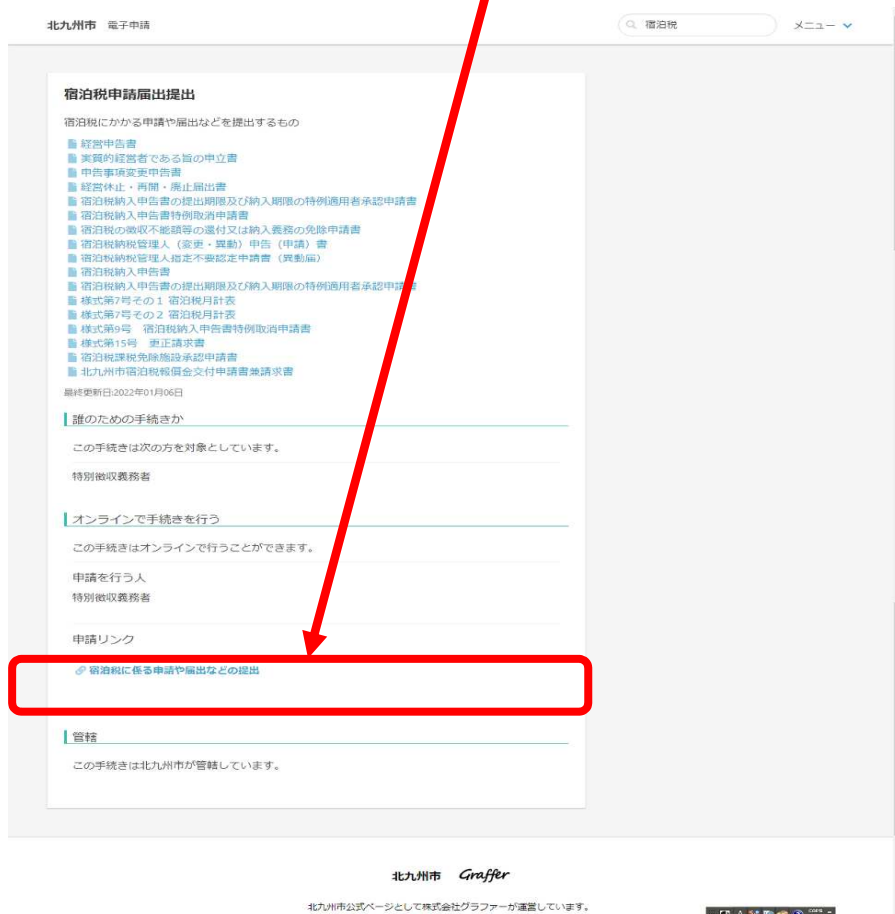 北九州市 電子申請
宿泊税
メニュー
宿泊税申請届出提出
宿泊税にかかる申請や届出などを提出するもの
経営申告書
実質的経営者である旨の申立書
申告事項変更申告書
経営休止・再開・廃止届出書
宿泊税納入申告書の提出期限及び納入期限の特例適用者承認申請書
宿泊税納入申告書特例取消申請書
宿泊税の徴収不能額等の還付又は納入義務の免除申請書
宿泊税納税管理人（変更・異動）申告（申請）書
宿泊税納税管理人指定不要認定申請書（異動届）
宿泊税納入申告書
宿泊税納入申告書の提出期限及び納入期限の特例適用者承認申請書
様式第7号その１ 宿泊税月計表
様式第7号その２ 宿泊税月計表
様式第9号　宿泊税納入申告書特例取消申請書
様式第15号　更正請求書
宿泊税課税免除施設承認申請書
北九州市宿泊税報償金交付申請書兼請求書
最終更新日:2022年01月06日
誰のための手続きか
この手続きは次の方を対象としています。
特別徴収義務者
オンラインで手続きを行う
この手続きはオンラインで行うことができます。
申請を行う人
特別徴収義務者
申請リンク
宿泊税に係る申請や届出などの提出
管轄
この手続きは北九州市が管轄しています。
北九州市 Graffer
北九州市公式ページとして株式会社グラファーが運営しています。